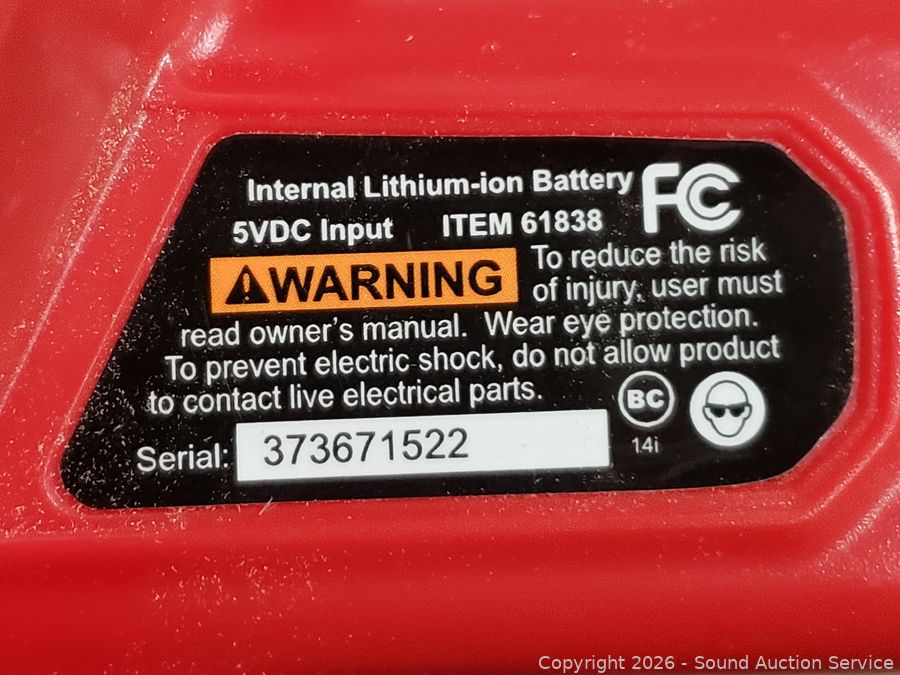 Internal Lithium-ion Battery FC
5VDC Input ITEM 61838
WARNING To reduce the risk
of injury, user must
read owner's manual. Wear eye protection.
To prevent electric shock, do not allow product
to contact live electrical parts.
BC
14i
Serial: 373671522
Copyright 2026 - Sound Auction Service